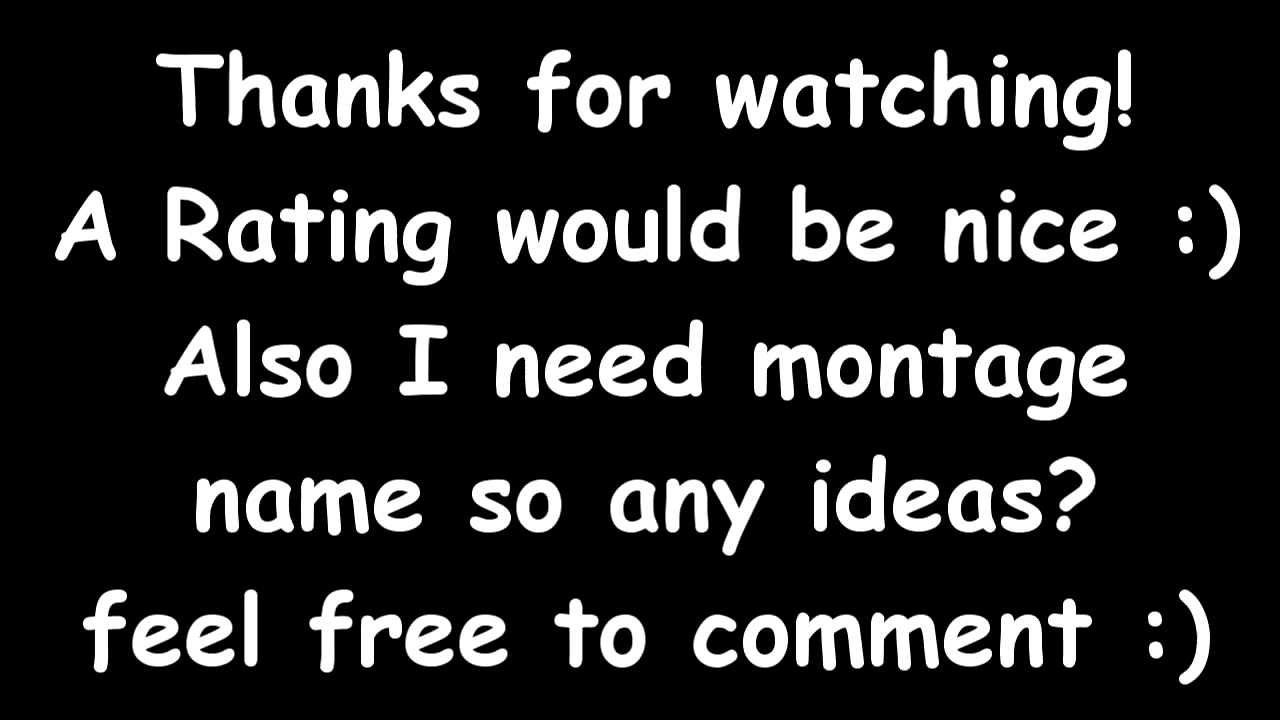 Thanks for watching!
A Rating would be nice :)
Also I need montage
name so any ideas?
feel free to comment :)